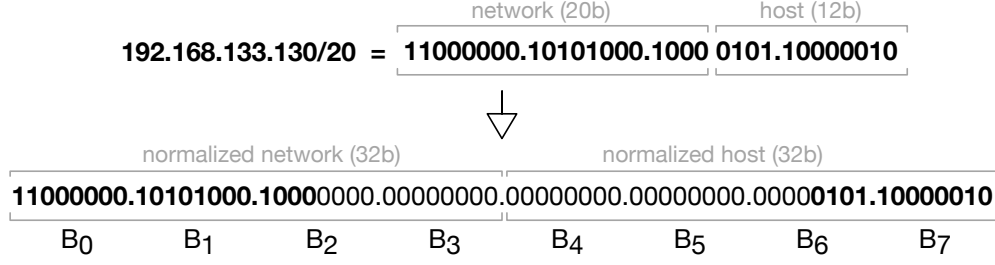 network (20b) host (12b)
192.168.133.130/20 = 11000000.10101000.1000 0101.10000010
normalized network (32b) normalized host (32b)
11000000.10101000.10000000.00000000.00000000.00000000.00000101.10000010
B0 B1 B2 B3 B4 B5 B6 B7